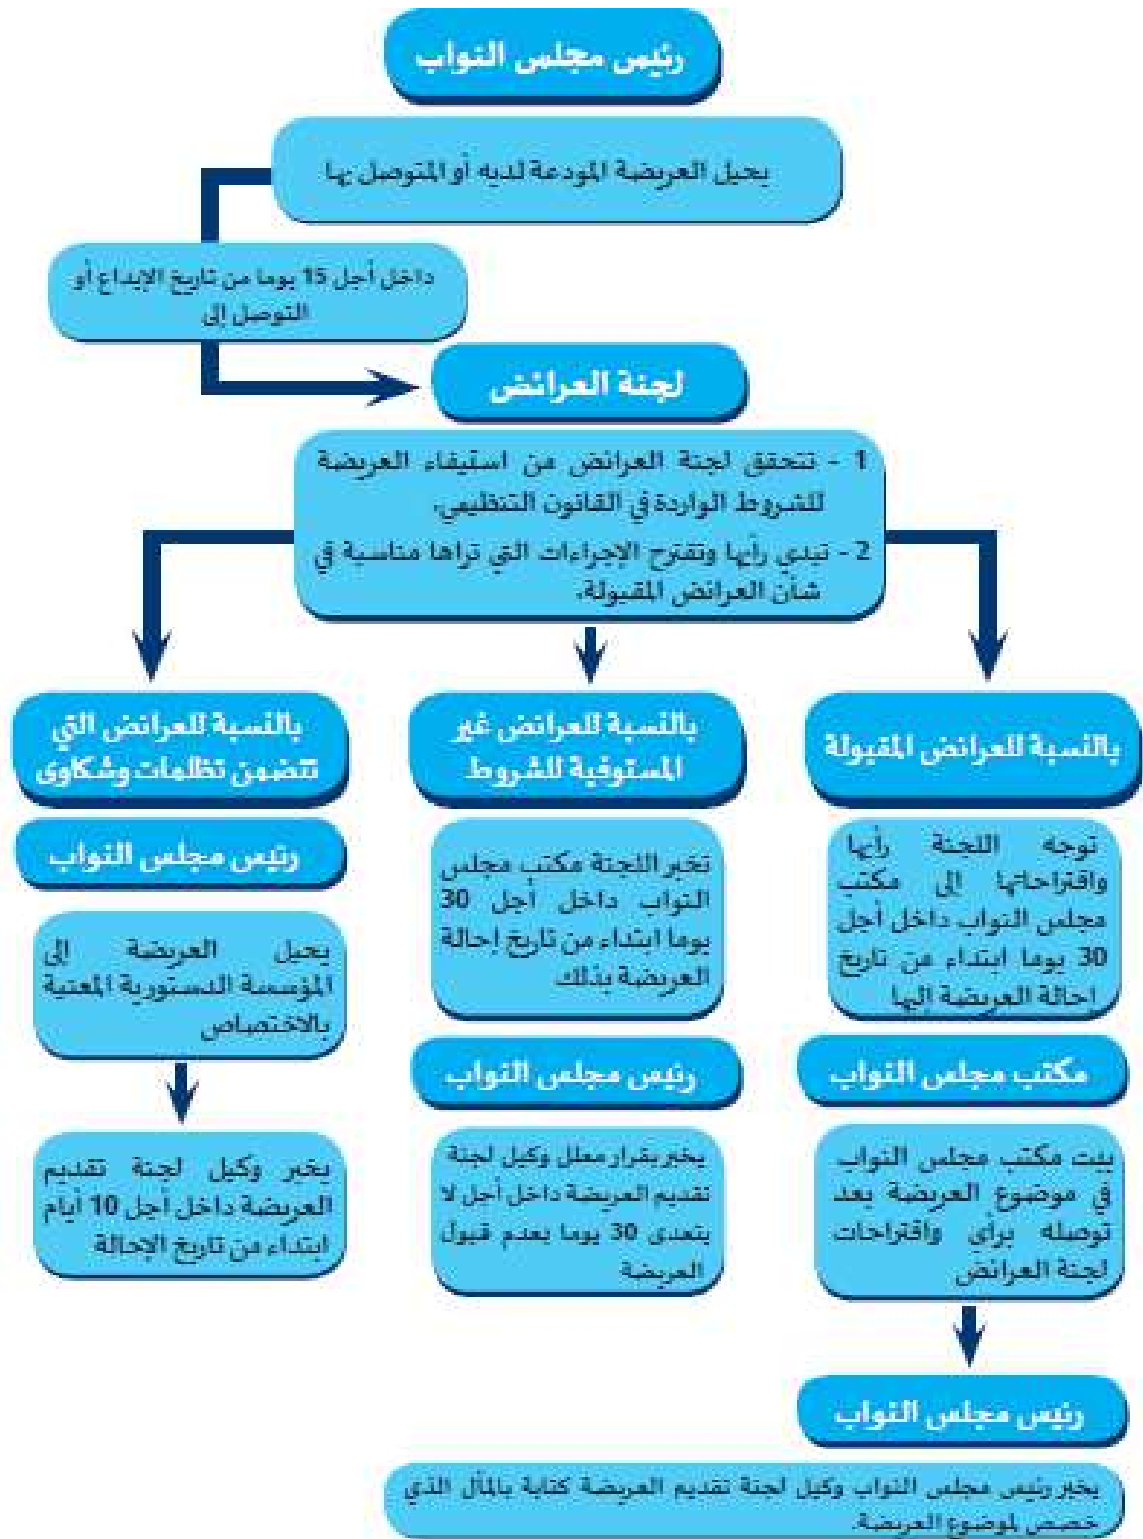 رئيس مجلس النواب
يحيل العريضة المودعة لديه أو المتوصل بها
داخل أجل 15 يوما من تاريخ الإيداع أو
التوصل إلى
لجنة العرائض
1 - تتحقق لجنة العرائض من استيفاء العريضة
للشروط الواردة في القانون التنظيمي.
2 - تبدي رأيها وتقترح الإجراءات التي تراها مناسبة في
شأن العرائض المقبولة.
بالنسبة للعرائض المقبولة
توجه اللجنة رأيها
واقتراحاتها إلى مكتب
مجلس النواب داخل أجل
30 يوما ابتداء من تاريخ
إحالة العريضة إليها
مكتب مجلس النواب
يبت مكتب مجلس النواب
في موضوع العريضة بعد
توصله برأي واقتراحات
لجنة العرائض
رئيس مجلس النواب
يخبر رئيس مجلس النواب وكيل لجنة تقديم العريضة كتابة بالمآل الذي
خصص لموضوع العريضة.
بالنسبة للعرائض غير
المستوفية للشروط
تخبر اللجنة مكتب مجلس
النواب داخل أجل 30
يوما ابتداء من تاريخ إحالة
العريضة بذلك
رئيس مجلس النواب
يخبر بقرار معلل وكيل لجنة
تقديم العريضة داخل أجل لا
يتعدى 30 يوما بعدم قبول
العريضة
بالنسبة للعرائض التي
تتضمن تظلمات وشكاوى
رئيس مجلس النواب
يحيل العريضة إلى
المؤسسة الدستورية المعنية
بالاختصاص
يخبر وكيل لجنة تقديم
العريضة داخل أجل 10 أيام
ابتداء من تاريخ الإحالة